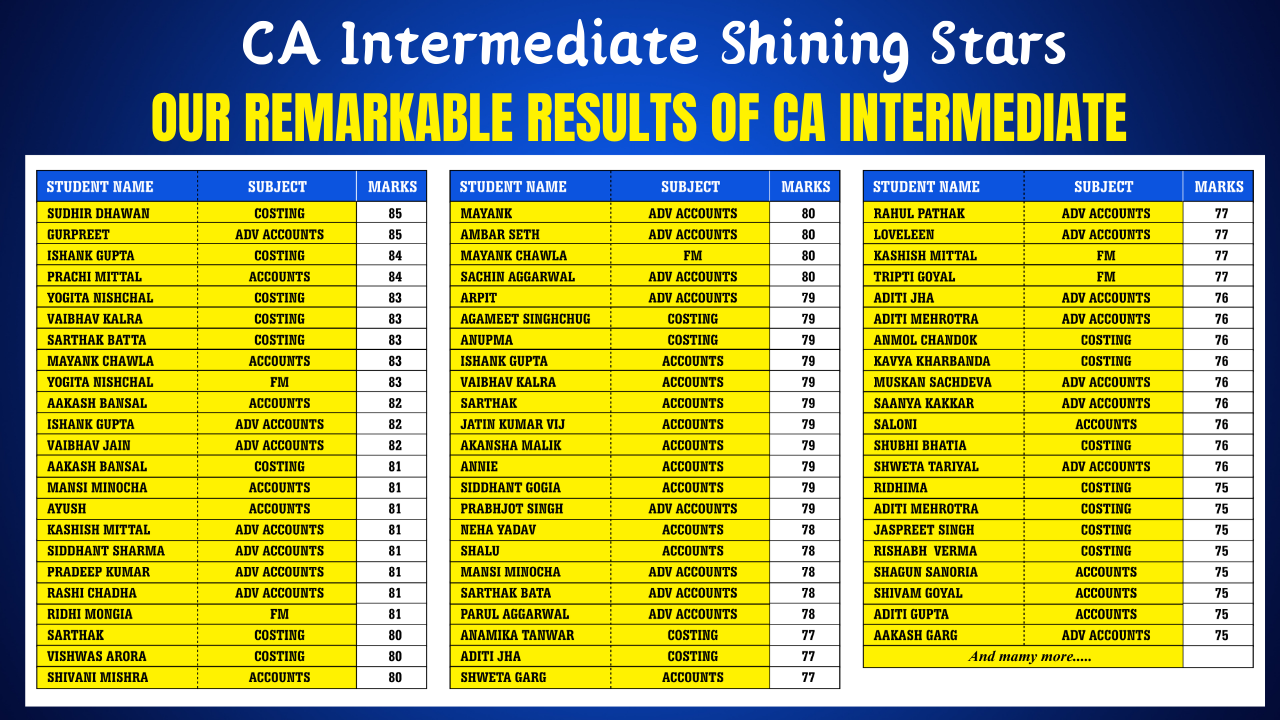 CA Intermediate Shining Stars
OUR REMARKABLE RESULTS OF CA INTERMEDIATE
STUDENT NAME SUBJECT MARKS
SUDHIR DHAWAN COSTING 85
GURPREET ADV ACCOUNTS 85
ISHANK GUPTA COSTING 84
PRACHI MITTAL ACCOUNTS 84
YOGITA NISHCHAL COSTING 83
VAIBHAV KALRA COSTING 83
SARTHAK BATTA COSTING 83
MAYANK CHAWLA ACCOUNTS 83
YOGITA NISHCHAL FM 83
AAKASH BANSAL ACCOUNTS 82
ISHANK GUPTA ADV ACCOUNTS 82
VAIBHAV JAIN ADV ACCOUNTS 82
AAKASH BANSAL COSTING 81
MANSI MINOCHA ACCOUNTS 81
AYUSH ACCOUNTS 81
KASHISH MITTAL ADV ACCOUNTS 81
SIDDHANT SHARMA ADV ACCOUNTS 81
PRADEEP KUMAR ADV ACCOUNTS 81
RASHI CHADHA ADV ACCOUNTS 81
RIDHI MONGIA FM 81
SARTHAK COSTING 80
VISHWAS ARORA COSTING 80
SHIVANI MISHRA ACCOUNTS 80
STUDENT NAME SUBJECT MARKS
MAYANK ADV ACCOUNTS 80
AMBAR SETH ADV ACCOUNTS 80
MAYANK CHAWLA FM 80
SACHIN AGGARWAL ADV ACCOUNTS 80
ARPIT ADV ACCOUNTS 79
AGAMEET SINGHCHUG COSTING 79
ANUPMA COSTING 79
ISHANK GUPTA ACCOUNTS 79
VAIBHAV KALRA ACCOUNTS 79
SARTHAK ACCOUNTS 79
JATIN KUMAR VIJ ACCOUNTS 79
AKANSHA MALIK ACCOUNTS 79
ANNIE ACCOUNTS 79
SIDDHANT GOGIA ACCOUNTS 79
PRABHJOT SINGH ADV ACCOUNTS 79
NEHA YADAV ACCOUNTS 78
SHALU ACCOUNTS 78
MANSI MINOCHA ADV ACCOUNTS 78
SARTHAK BATA ADV ACCOUNTS 78
PARUL AGGARWAL ADV ACCOUNTS 78
ANAMIKA TANWAR COSTING 77
ADITI JHA COSTING 77
SHWETA GARG ACCOUNTS 77
STUDENT NAME SUBJECT MARKS
RAHUL PATHAK ADV ACCOUNTS 77
LOVELEEN ADV ACCOUNTS 77
KASHISH MITTAL FM 77
TRIPTI GOYAL FM 77
ADITI JHA ADV ACCOUNTS 76
ADITI MEHROTRA ADV ACCOUNTS 76
ANMOL CHANDOK COSTING 76
KAVYA KHARBANDA COSTING 76
MUSKAN SACHDEVA ADV ACCOUNTS 76
SAANYA KAKKAR ADV ACCOUNTS 76
SALONI ACCOUNTS 76
SHUBHI BHATIA COSTING 76
SHWETA TARIYAL ADV ACCOUNTS 76
RIDHIMA COSTING 75
ADITI MEHROTRA COSTING 75
JASPREET SINGH COSTING 75
RISHABH VERMA COSTING 75
SHAGUN SANORIA ACCOUNTS 75
SHIVAM GOYAL ACCOUNTS 75
ADITI GUPTA ACCOUNTS 75
AAKASH GARG ADV ACCOUNTS 75
And mamy more.....